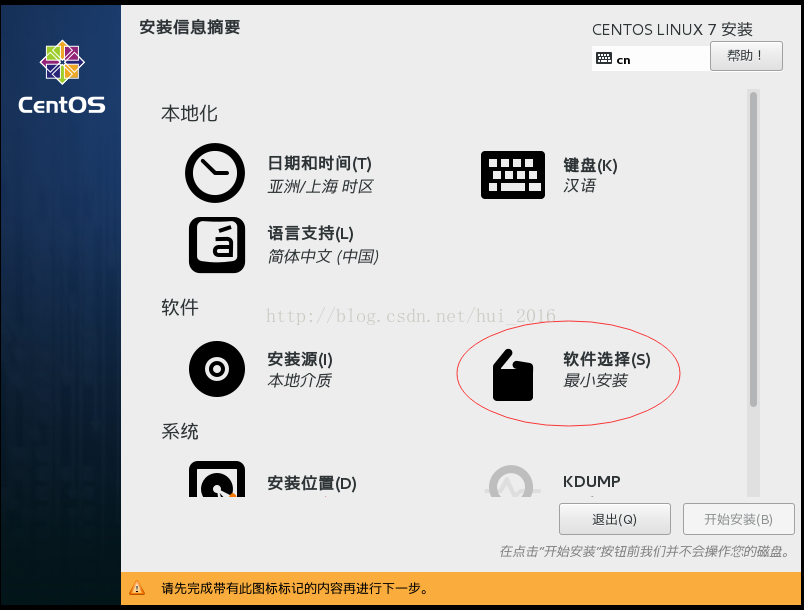 安装信息摘要
CENTOS LINUX 7 安装
cn
帮助！
CentOS
本地化
日期和时间(T)
亚洲/上海 时区
键盘(K)
汉语
语言支持(L)
简体中文 (中国)
软件
http://blog.csdn.net/hui_2016
安装源(I)
本地介质
软件选择(S)
最小安装
系统
安装位置(D)
KDUMP
退出(Q)
开始安装(B)
在点击"开始安装"按钮前我们并不会操作您的磁盘。
请先完成带有此图标标记的内容再进行下一步。